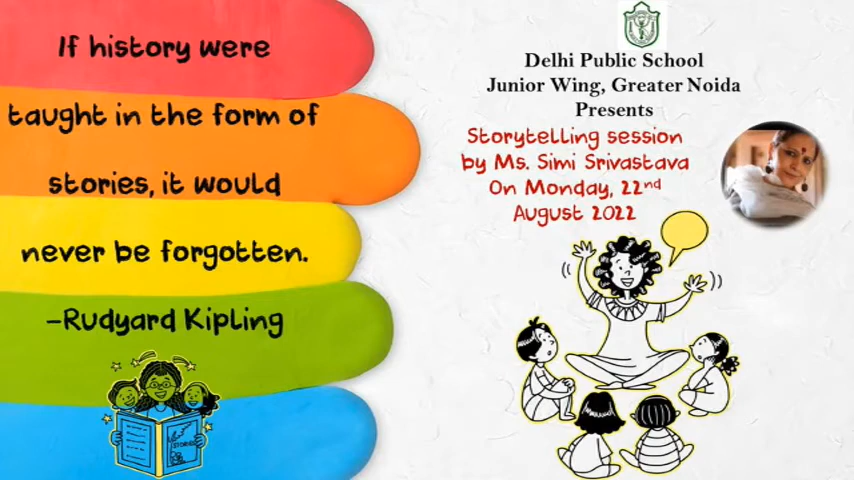 If history were
taught in the form of
stories, it would
never be forgotten.
-Rudyard Kipling
STORIES
Delhi Public School
Junior Wing, Greater Noida
Presents
Storytelling session
by Ms. Simi Srivastava
On Monday, 22nd
August 2022